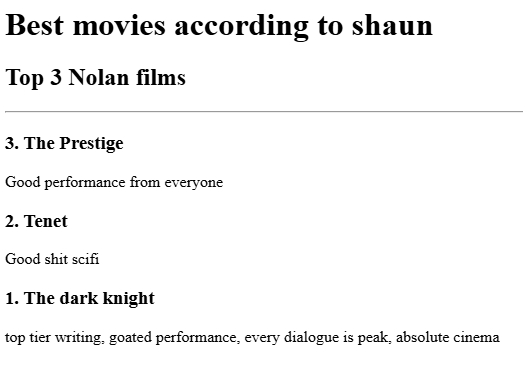 Best movies according to shaun
Top 3 Nolan films
3. The Prestige
Good performance from everyone
2. Tenet
Good shit scifi
1. The dark knight
top tier writing, goated performance, every dialogue is peak, absolute cinema